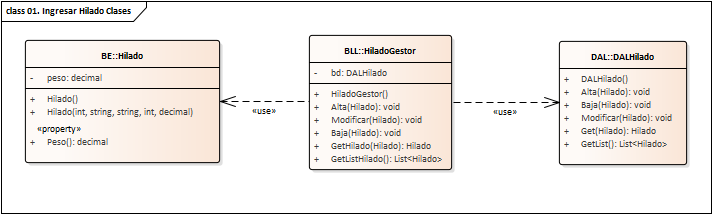 class 01. Ingresar Hilado Clases
BE::Hilado
- peso: decimal
+ Hilado()
+ Hilado(int, string, string, int, decimal)
«property»
+ Peso(): decimal
«use»
BLL::HiladoGestor
- bd: DALHilado
+ HiladoGestor()
+ Alta(Hilado): void
+ Modificar(Hilado): void
+ Baja(Hilado): void
+ GetHilado(Hilado): Hilado
+ GetListHilado(): List<Hilado>
«use»
DAL::DALHilado
+ DALHilado()
+ Alta(Hilado): void
+ Baja(Hilado): void
+ Modificar(Hilado): void
+ Get(Hilado): Hilado
+ GetList(): List<Hilado>